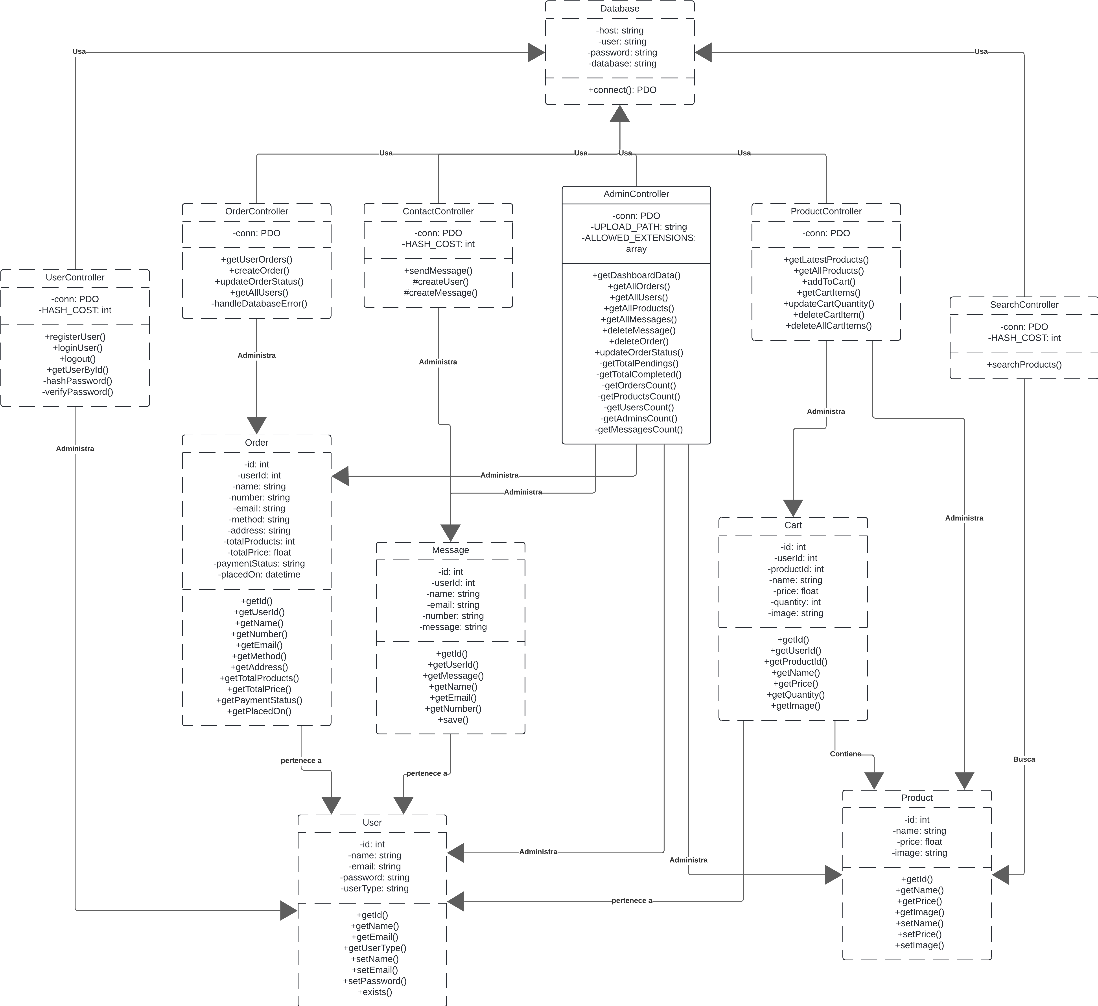 Database
-host: string
-user: string
-password: string
-database: string
+connect(): PDO
Usa
Usa
Usa
Usa
Usa
Usa
UserController
-conn: PDO
-HASH_COST: int
+registerUser()
+loginUser()
+logout()
+getUserById()
-hashPassword()
-verifyPassword()
OrderController
-conn: PDO
+getUserOrders()
+createOrder()
+updateOrderStatus()
+getAllUsers()
-handleDatabaseError()
ContactController
-conn: PDO
-HASH_COST: int
+sendMessage()
#createUser()
#createMessage()
AdminController
-conn: PDO
-UPLOAD_PATH: string
-ALLOWED_EXTENSIONS:
array
+getDashboardData()
+getAllOrders()
+getAllUsers()
+getAllProducts()
+getAllMessages()
+deleteMessage()
+deleteOrder()
+updateOrderStatus()
-getTotalPendings()
-getTotalCompleted()
-getOrdersCount()
-getProductsCount()
-getUsersCount()
-getAdminsCount()
-getMessagesCount()
ProductController
-conn: PDO
+getLatestProducts()
+getAllProducts()
+addToCart()
+getCartItems()
+updateCartQuantity()
+deleteCartItem()
+deleteAllCartItems()
SearchController
-conn: PDO
-HASH_COST: int
+searchProducts()
Administra
Administra
Administra
Administra
Administra
Administra
Order
-id: int
-userId: int
-name: string
-number: string
-email: string
-method: string
-address: string
-totalProducts: int
-totalPrice: float
-paymentStatus: string
-placedOn: datetime
+getId()
+getUserId()
+getName()
+getNumber()
+getEmail()
+getMethod()
+getAddress()
+getTotalProducts()
+getTotalPrice()
+getPaymentStatus()
+getPlacedOn()
Message
-id: int
-userId: int
-name: string
-email: string
-number: string
-message: string
+getId()
+getUserId()
+getMessage()
+getName()
+getEmail()
+getNumber()
+save()
Cart
-id: int
-userId: int
-productId: int
-name: string
-price: float
-quantity: int
-image: string
+getId()
+getUserId()
+getProductId()
+getName()
+getPrice()
+getQuantity()
+getImage()
Administra
pertenece a
pertenece a
Contiene
Busca
User
-id: int
-name: string
-email: string
-password: string
-userType: string
+getId()
+getName()
+getEmail()
+getUserType()
+setName()
+setEmail()
+setPassword()
+exists()
Administra
Administra
pertenece a
Product
-id: int
-name: string
-price: float
-image: string
+getId()
+getName()
+getPrice()
+getImage()
+setName()
+setPrice()
+setImage()